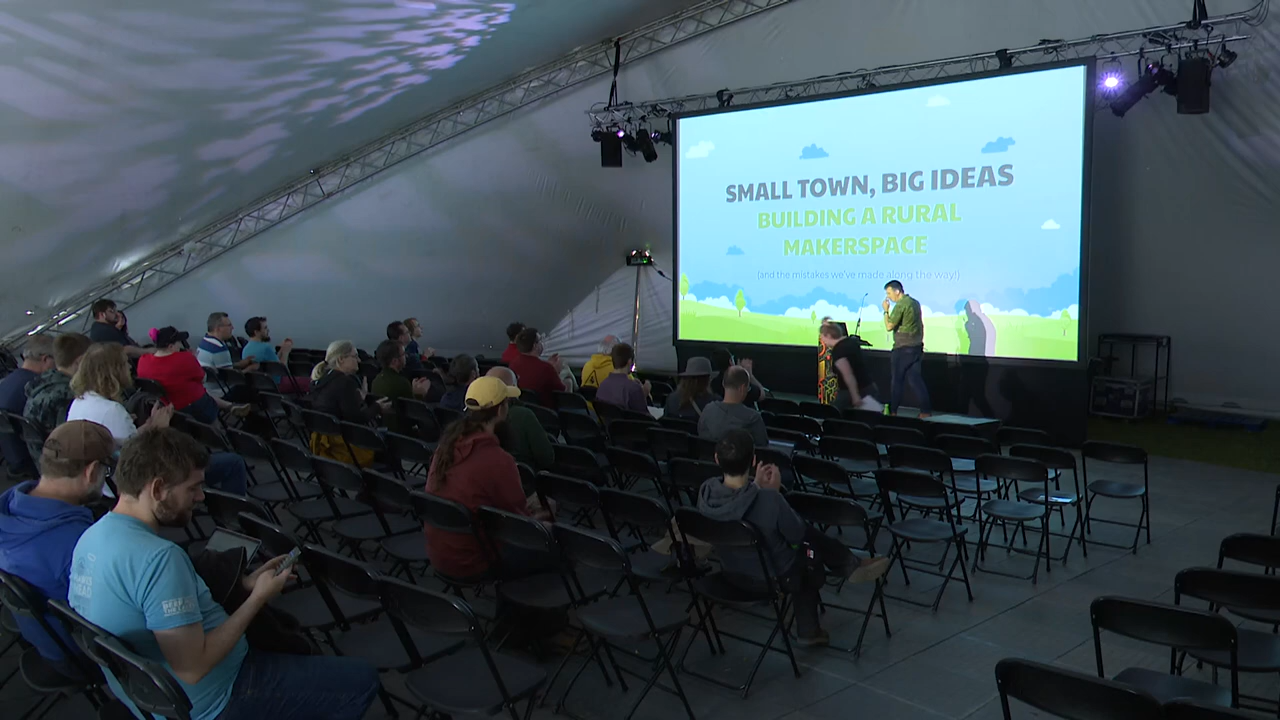 SMALL TOWN, BIG IDEAS
BUILDING A RURAL
MAKERSPACE
(and the mistakes we've made along the way!)